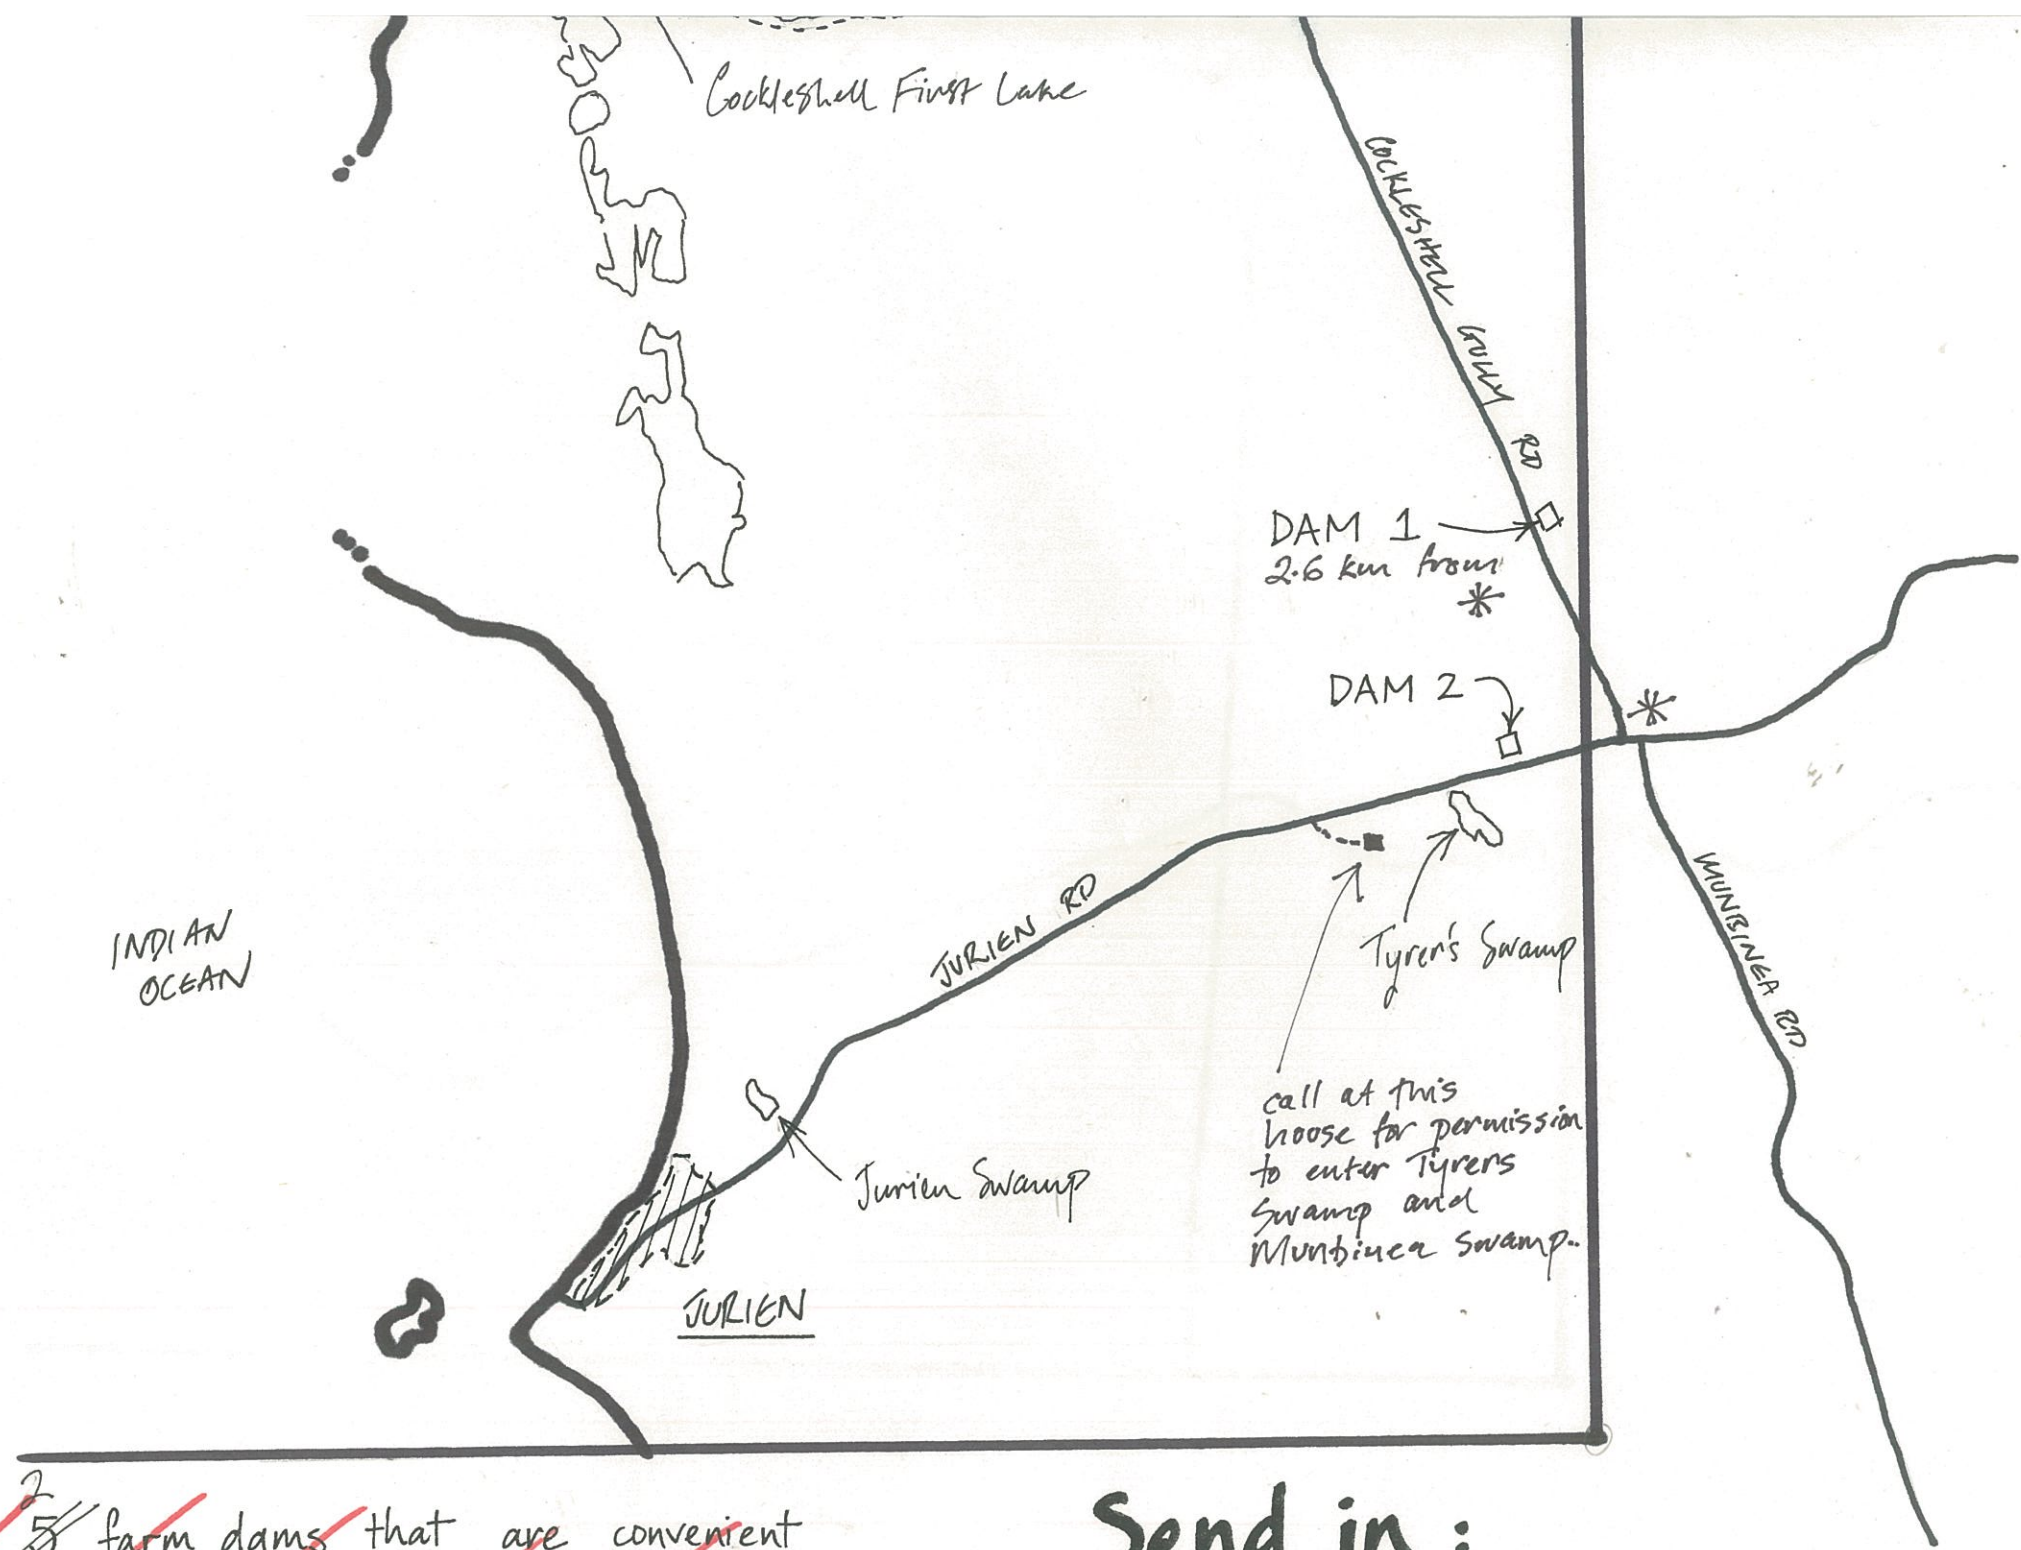 Cockleshell First Lake
COCKLESHELL GULLY RD
DAM 1
2.6 km from
*
DAM 2
*
JURIEN RD
MUNBINEA RD
INDIAN
OCEAN
Tyrer's Swamp
call at this
hoose for permission
to enter Tyrers
Swamp and
Munbinea Swamp..
Jurien Swamp
JURIEN
2
5 farm dams that are convenient
Send in :